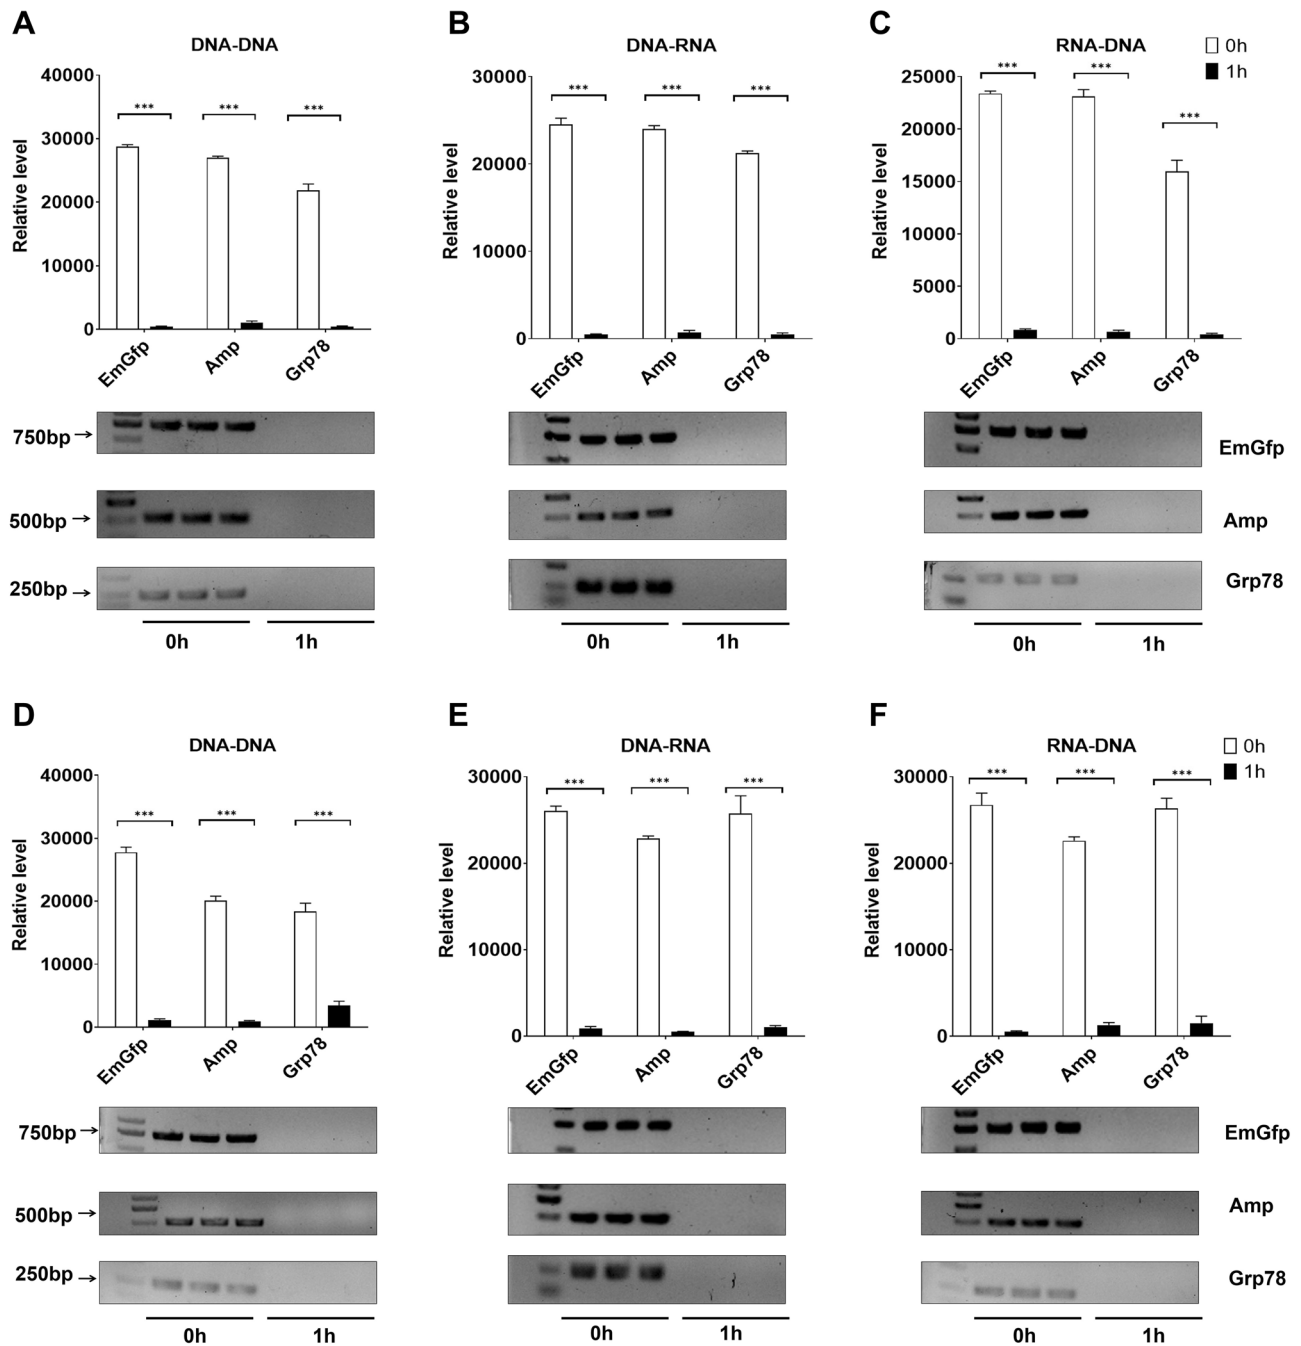 A
DNA-DNA
Relative level
40000
30000
20000
10000
0
***
***
***
EmGfp
Amp
Grp78
750bp
500bp
250bp
0h
1h
B
DNA-RNA
Relative level
30000
20000
10000
0
***
***
***
EmGfp
Amp
Grp78
0h
1h
C
RNA-DNA
0h
1h
Relative level
25000
20000
15000
10000
5000
0
***
***
***
EmGfp
Amp
Grp78
EmGfp
Amp
Grp78
0h
1h
D
DNA-DNA
Relative level
40000
30000
20000
10000
0
***
***
***
EmGfp
Amp
Grp78
750bp
500bp
250bp
0h
1h
E
DNA-RNA
Relative level
30000
20000
10000
0
***
***
***
EmGfp
Amp
Grp78
0h
1h
F
RNA-DNA
0h
1h
Relative level
30000
20000
10000
0
***
***
***
EmGfp
Amp
Grp78
EmGfp
Amp
Grp78
0h
1h